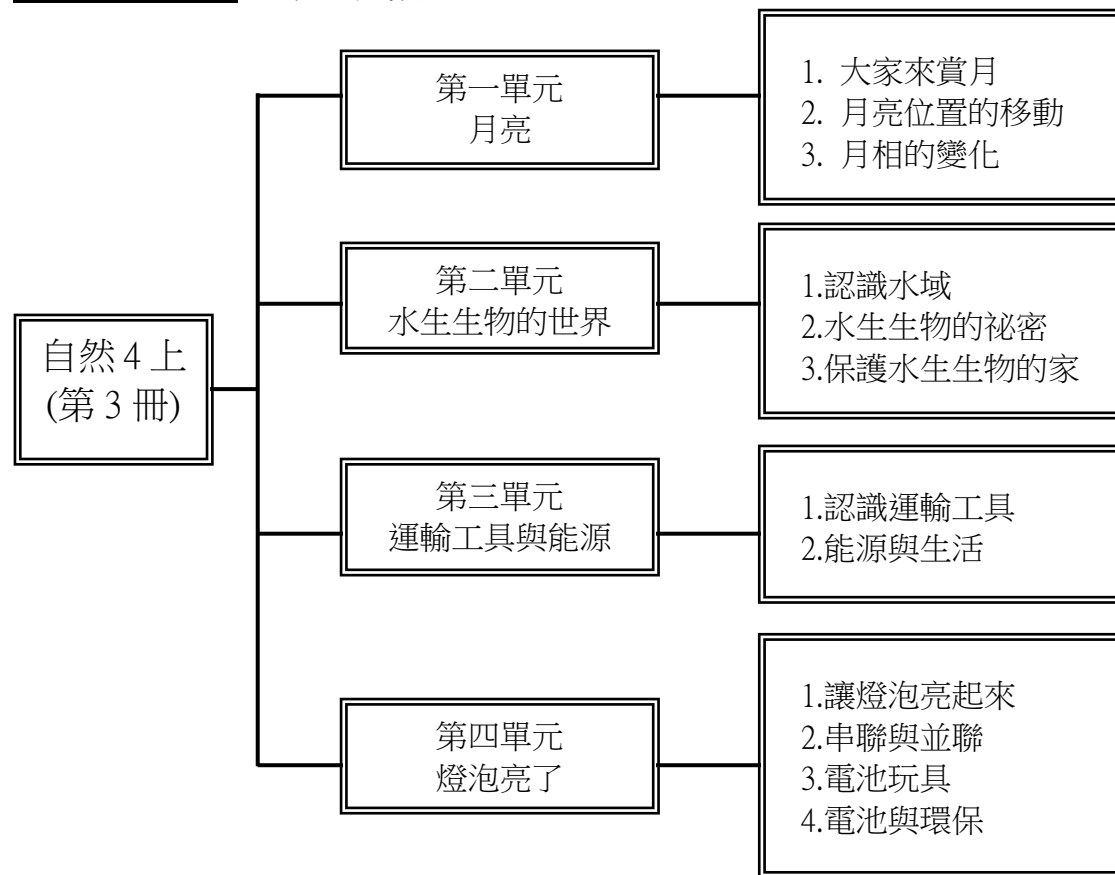 自然4上
(第3冊)
第一單元
月亮
1. 大家來賞月
2. 月亮位置的移動
3. 月相的變化
第二單元
水生生物的世界
1.認識水域
2.水生生物的祕密
3.保護水生生物的家
第三單元
運輸工具與能源
1.認識運輸工具
2.能源與生活
第四單元
燈泡亮了
1.讓燈泡亮起來
2.串聯與並聯
3.電池玩具
4.電池與環保